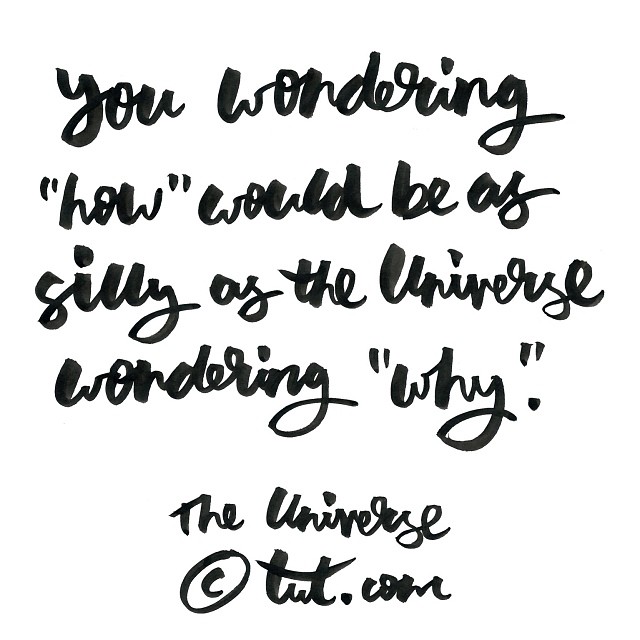 you wondering
"how" would be as
silly as the Universe
wondering "why".
The Universe
© tut.com